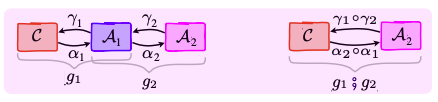 γ₁ γ₂ γ₁∘γ₂
𝒞 𝒜₁ 𝒜₂ 𝒞 𝒜₂
α₁ α₂ α₂∘α₁
g₁ g₂ g₁ ⨟ g₂